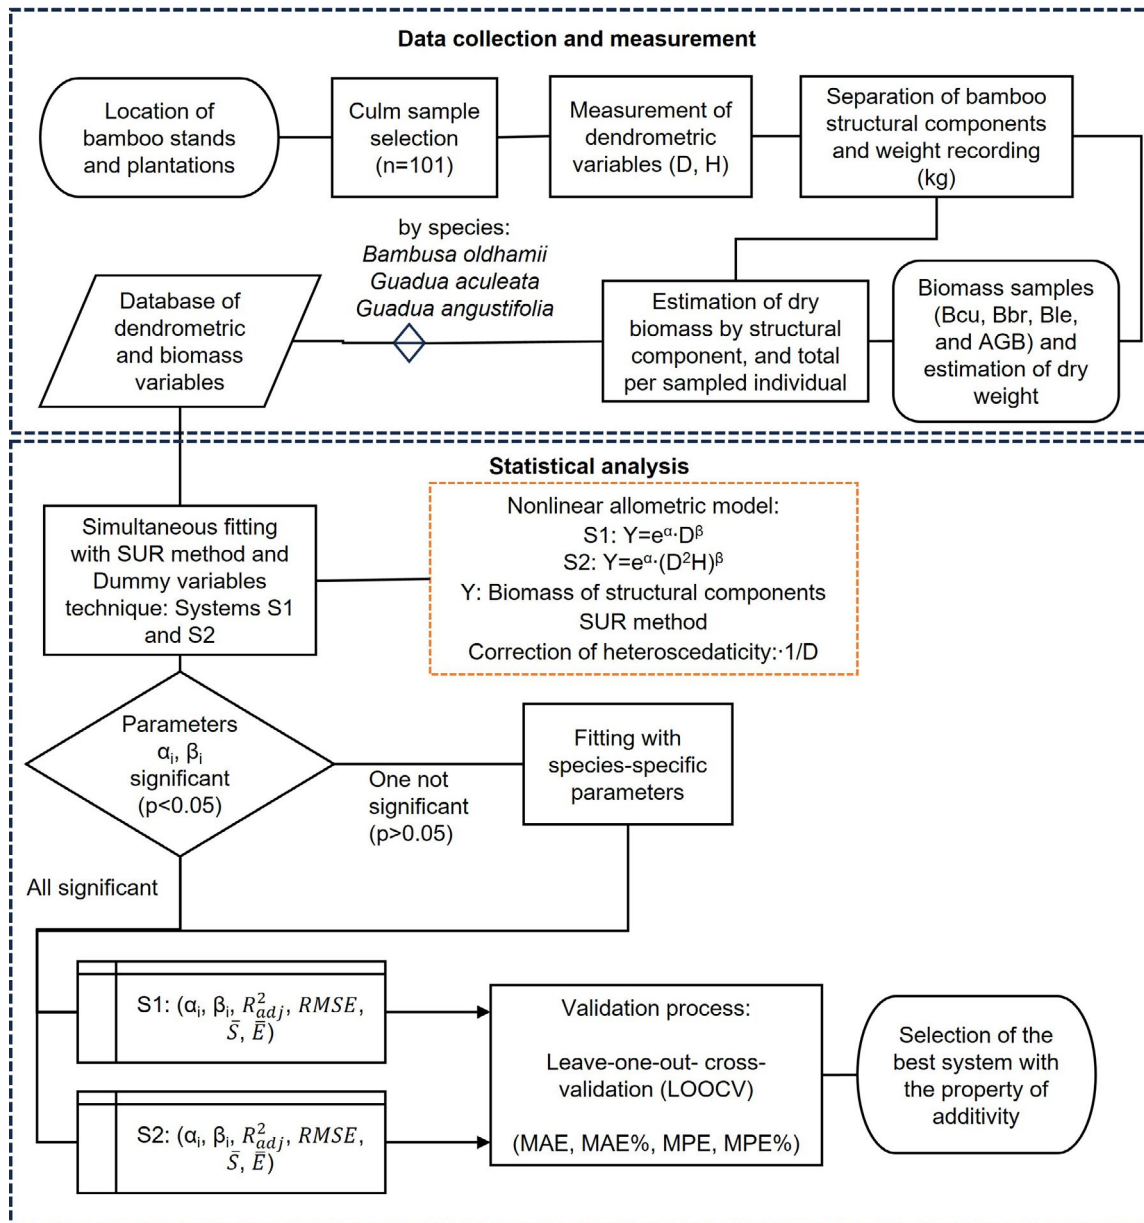 Data collection and measurement
Location of
bamboo stands
and plantations
Culm sample
selection
(n=101)
Measurement of
dendrometric
variables (D, H)
Separation of bamboo
structural components
and weight recording
(kg)
by species:
Bambusa oldhamii
Guadua aculeata
Guadua angustifolia
Database of
dendrometric
and biomass
variables
Estimation of dry
biomass by structural
component, and total
per sampled individual
Biomass samples
(Bcu, Bbr, Ble,
and AGB) and
estimation of dry
weight
Statistical analysis
Simultaneous fitting
with SUR method and
Dummy variables
technique: Systems S1
and S2
Nonlinear allometric model:
S1: Y=e^α·D^β
S2: Y=e^α·(D²H)^β
Y: Biomass of structural components
SUR method
Correction of heteroscedaticity:·1/D
Parameters
αᵢ, βᵢ
significant
(p<0.05)
One not
significant
(p>0.05)
Fitting with
species-specific
parameters
All significant
S1: (αᵢ, βᵢ, R²adj, RMSE,
S̄, Ē)
S2: (αᵢ, βᵢ, R²adj, RMSE,
S̄, Ē)
Validation process:
Leave-one-out- cross-
validation (LOOCV)
(MAE, MAE%, MPE, MPE%)
Selection of the
best system with
the property of
additivity